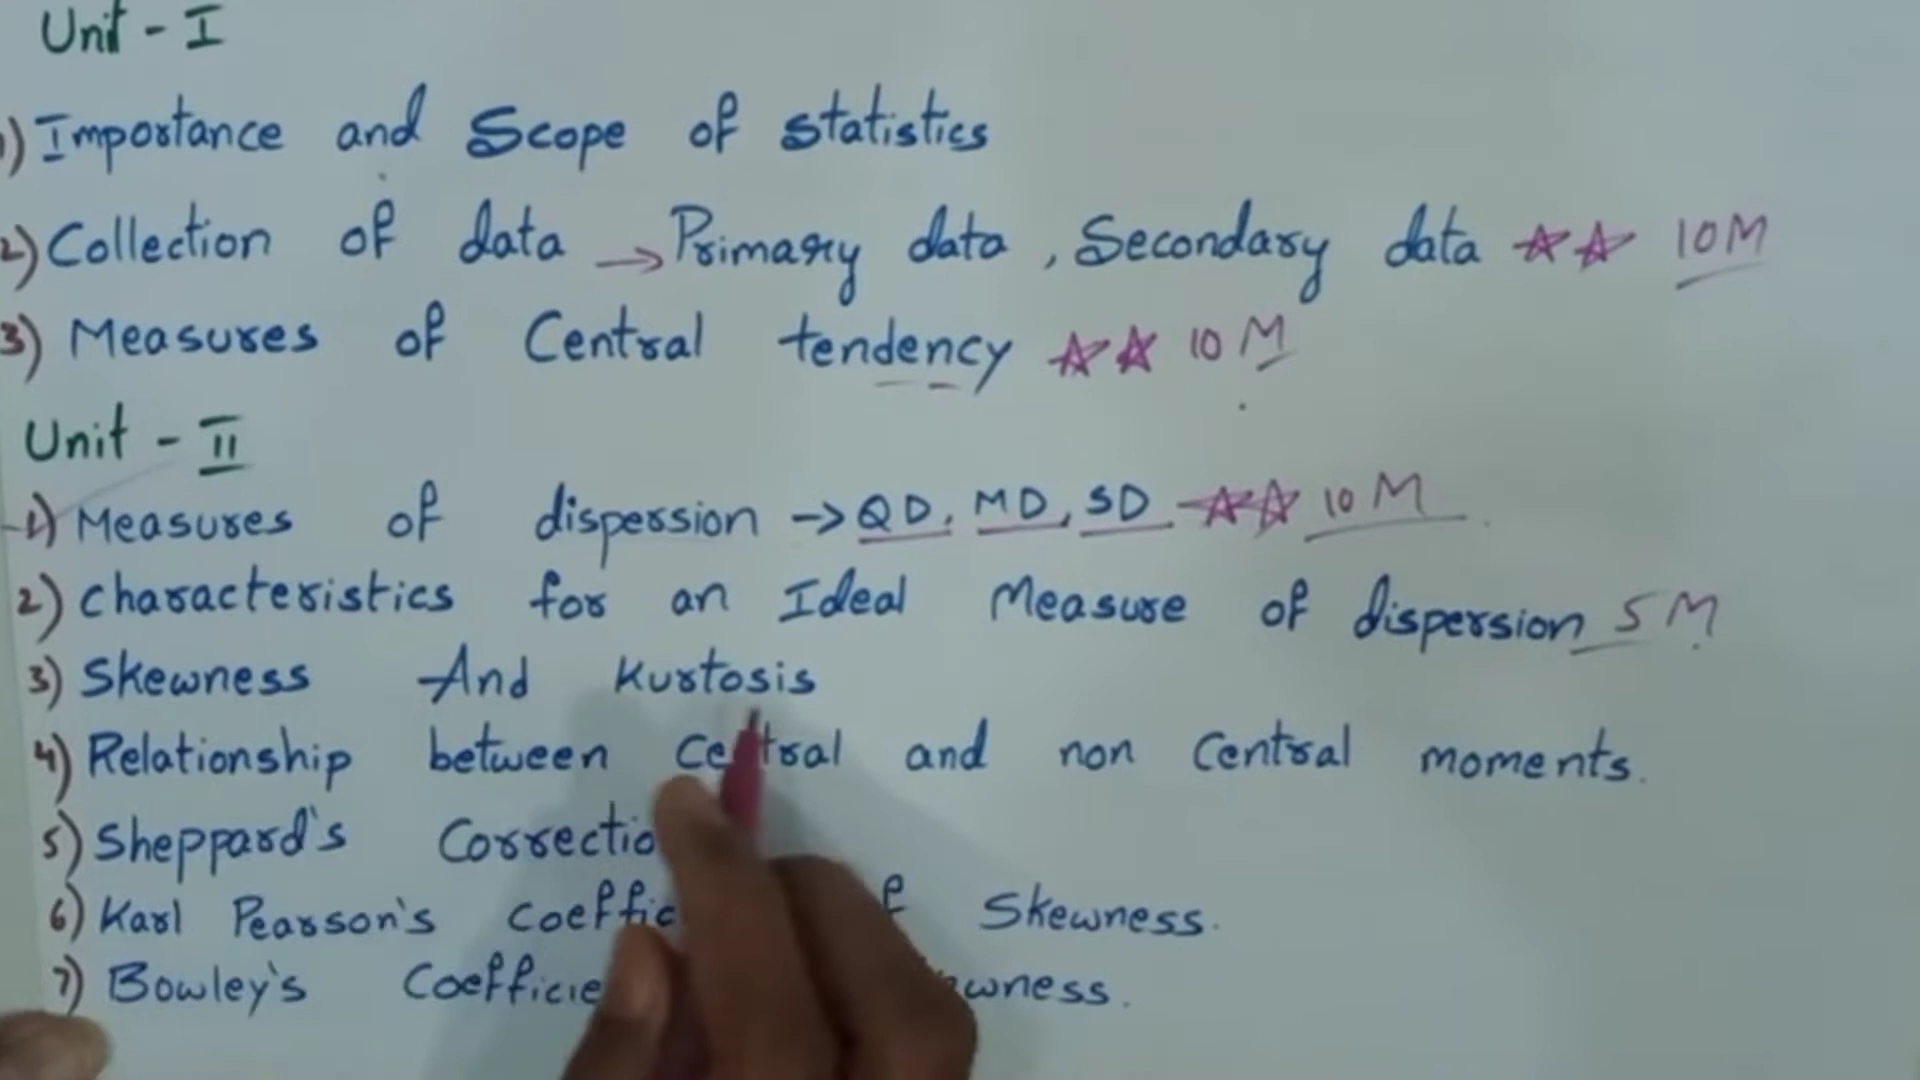 Unit - I
1) Importance and Scope of statistics
2) Collection of data → Primary data, Secondary data ☆☆ 10M
3) Measures of Central tendency ☆☆ 10 M
Unit - II
1) Measures of dispersion → QD, MD, SD ☆☆ 10 M
2) characteristics for an Ideal Measure of dispersion 5 M
3) Skewness And Kurtosis
4) Relationship between and non Central moments.
5) Sheppard's
6) Karl Pearson's Skewness.
7) Bowley's